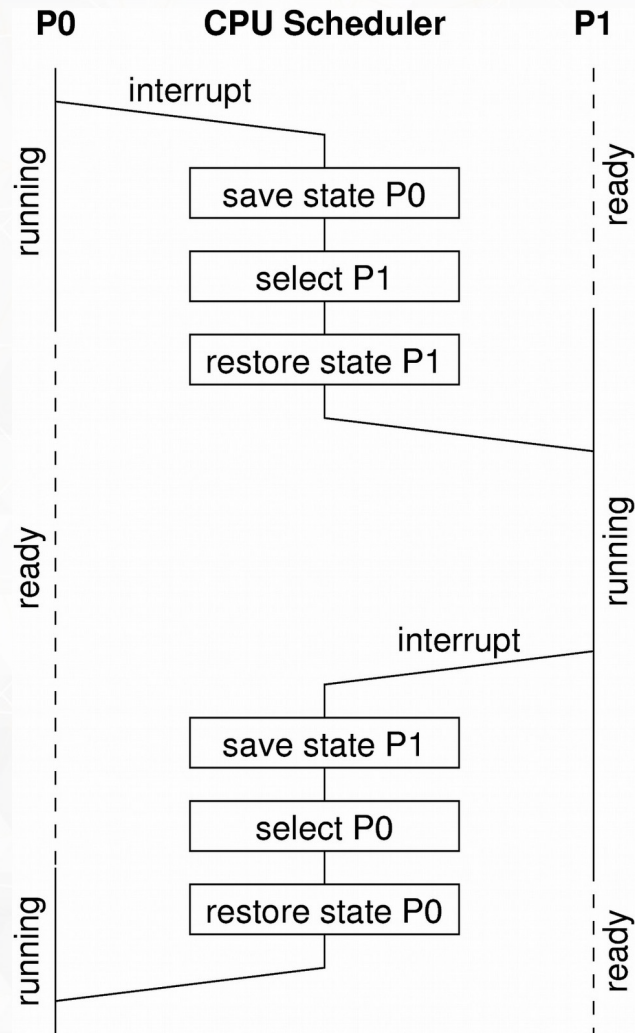 P0 CPU Scheduler P1
interrupt
running
ready
save state P0
select P1
restore state P1
ready
running
interrupt
save state P1
select P0
restore state P0
running
ready